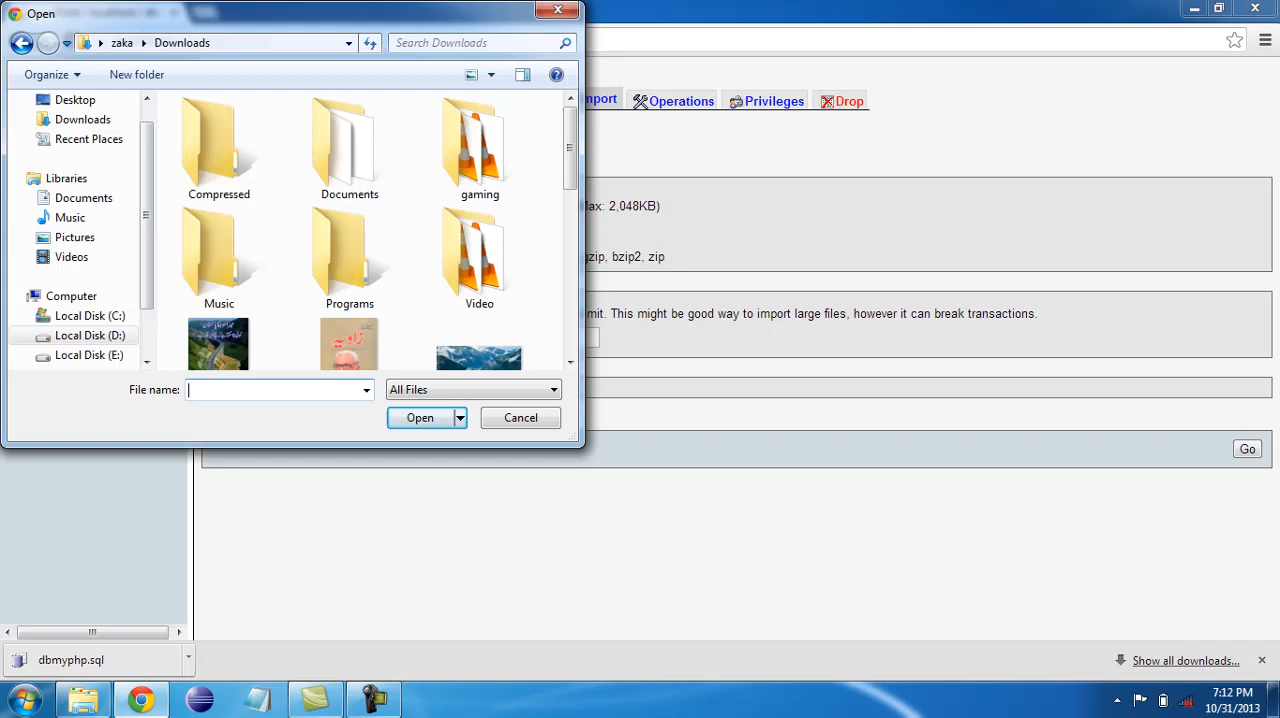 Open
zaka
Downloads
Search Downloads
Organize
New folder
Desktop
Downloads
Recent Places
Libraries
Documents
Music
Pictures
Videos
Computer
Local Disk (C:)
Local Disk (D:)
Local Disk (E:)
Compressed
Documents
gaming
Music
Programs
Video
زاویہ
File name:
All Files
Open
Cancel
mport
Operations
Privileges
Drop
Max: 2,048KB)
gzip, bzip2, zip
mit. This might be good way to import large files, however it can break transactions.
Go
dbmyphp.sql
Show all downloads...
7:12 PM
10/31/2013